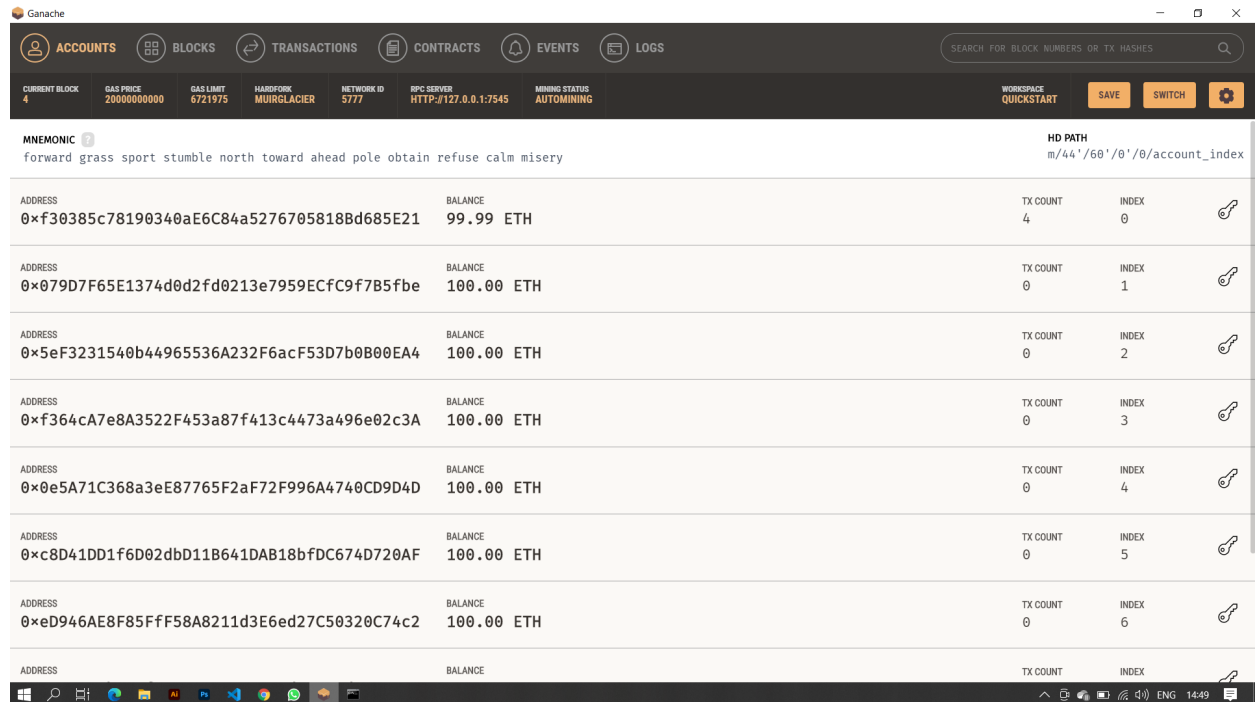 Ganache
ACCOUNTS BLOCKS TRANSACTIONS CONTRACTS EVENTS LOGS SEARCH FOR BLOCK NUMBERS OR TX HASHES
CURRENT BLOCK GAS PRICE GAS LIMIT HARDFORK NETWORK ID RPC SERVER MINING STATUS WORKSPACE
4 20000000000 6721975 MUIRGLACIER 5777 HTTP://127.0.0.1:7545 AUTOMINING QUICKSTART SAVE SWITCH
MNEMONIC ? HD PATH
forward grass sport stumble north toward ahead pole obtain refuse calm misery m/44'/60'/0'/0/account_index
ADDRESS BALANCE TX COUNT INDEX
0×f30385c78190340aE6C84a5276705818Bd685E21 99.99 ETH 4 0
ADDRESS BALANCE TX COUNT INDEX
0×079D7F65E1374d0d2fd0213e7959ECfC9f7B5fbe 100.00 ETH 0 1
ADDRESS BALANCE TX COUNT INDEX
0×5eF3231540b44965536A232F6acF53D7b0B00EA4 100.00 ETH 0 2
ADDRESS BALANCE TX COUNT INDEX
0×f364cA7e8A3522F453a87f413c4473a496e02c3A 100.00 ETH 0 3
ADDRESS BALANCE TX COUNT INDEX
0×0e5A71C368a3eE87765F2aF72F996A4740CD9D4D 100.00 ETH 0 4
ADDRESS BALANCE TX COUNT INDEX
0×c8D41DD1f6D02dbD11B641DAB18bfDC674D720AF 100.00 ETH 0 5
ADDRESS BALANCE TX COUNT INDEX
0×eD946AE8F85FfF58A8211d3E6ed27C50320C74c2 100.00 ETH 0 6
ADDRESS BALANCE TX COUNT INDEX
Ai Ps ENG 14:49